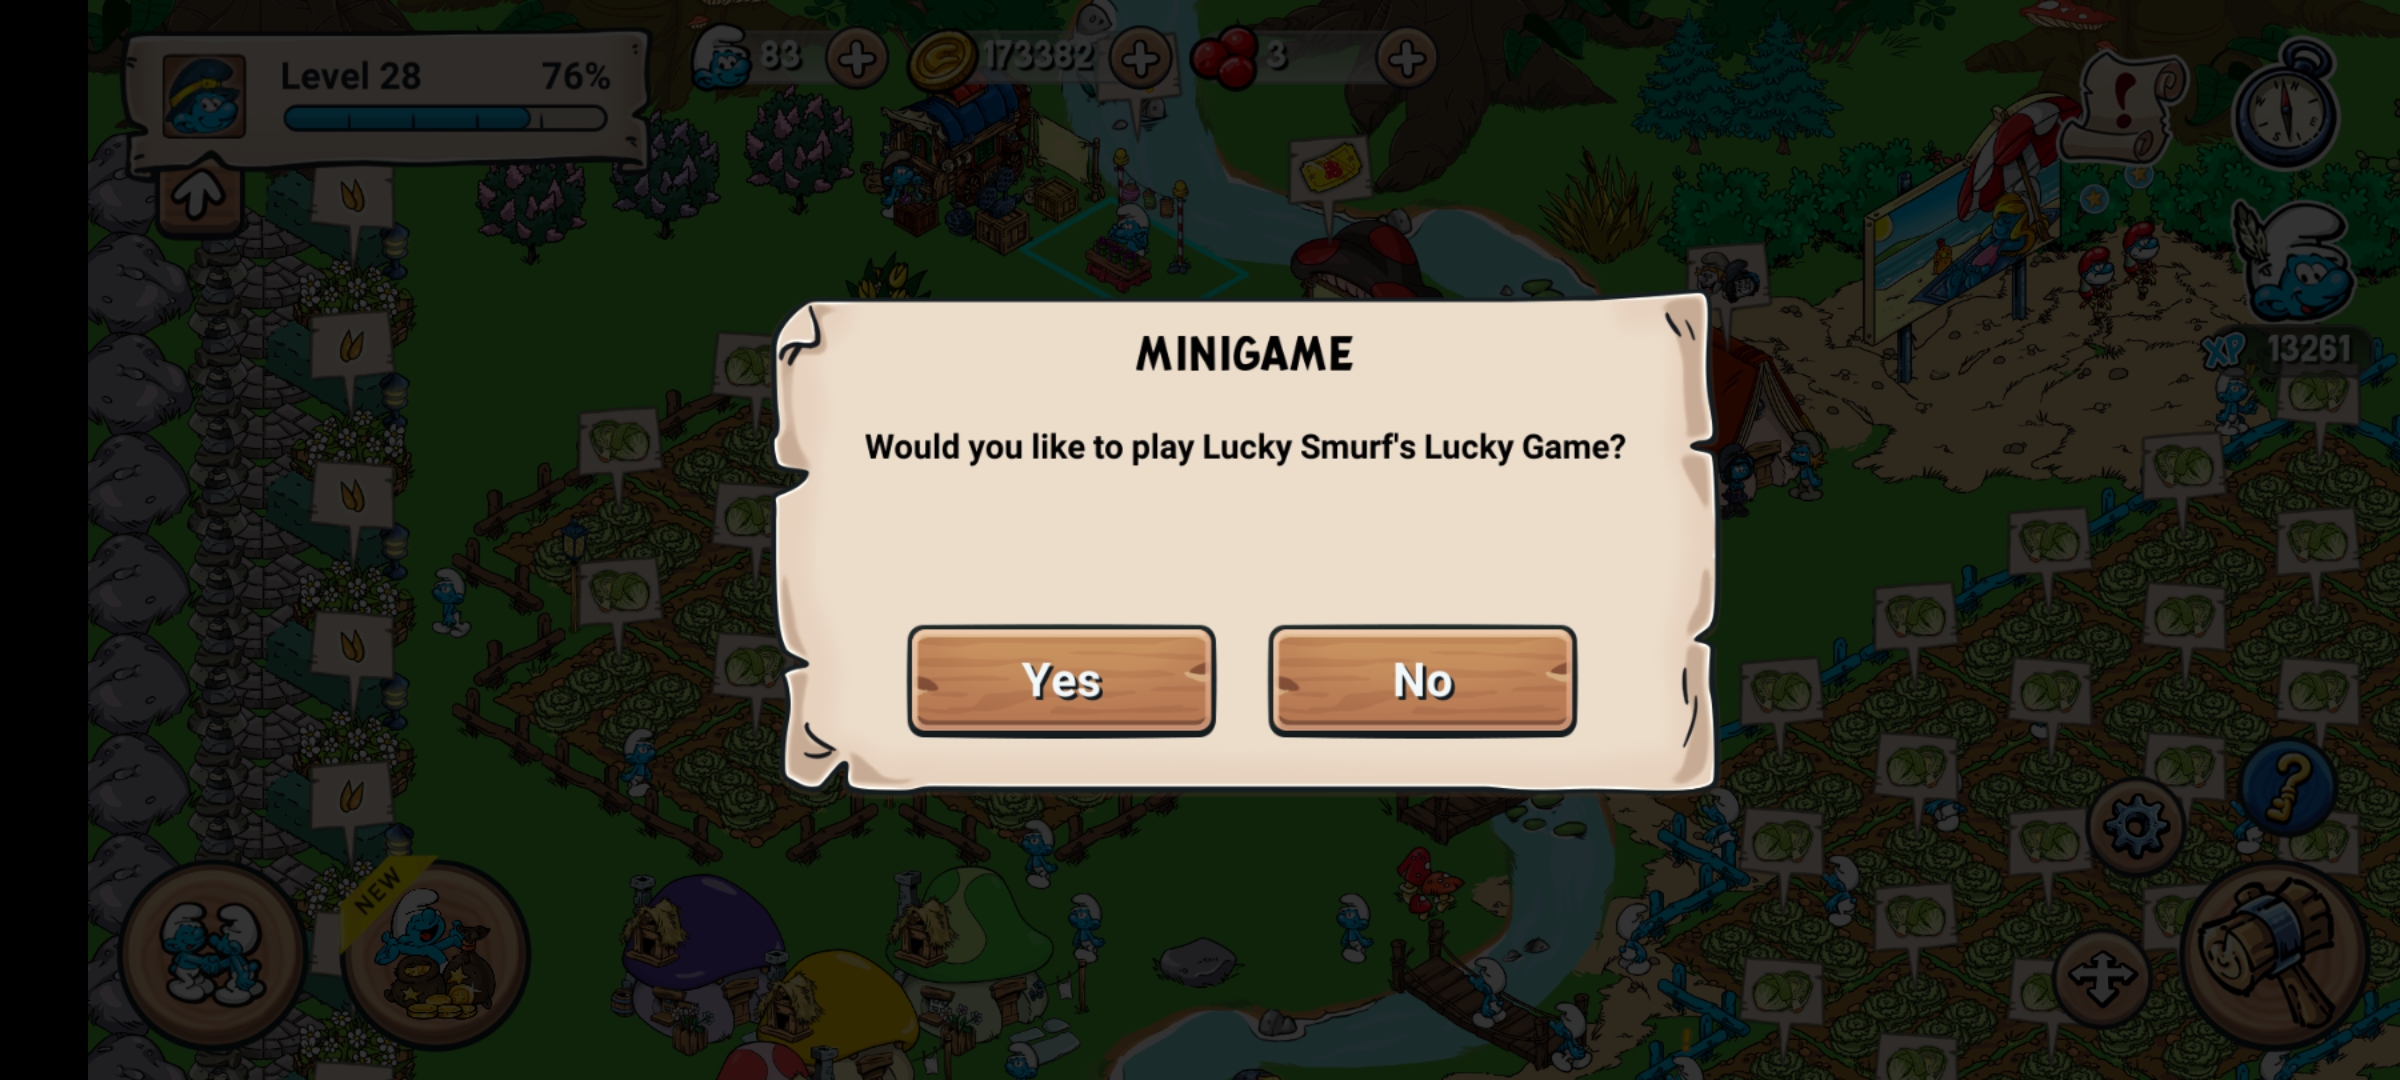 Level 28 76%
83
173382
3
XP 13261
MINIGAME
Would you like to play Lucky Smurf's Lucky Game?
Yes
No
NEW